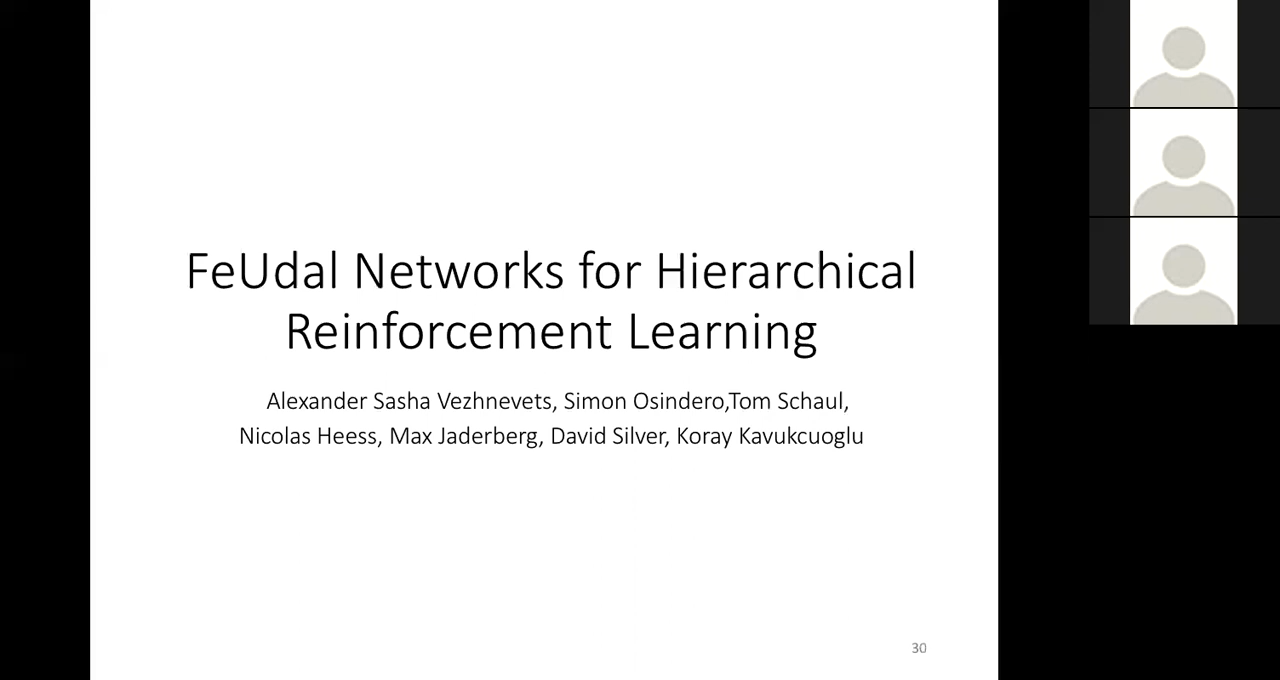 FeUdal Networks for Hierarchical
Reinforcement Learning
Alexander Sasha Vezhnevets, Simon Osindero,Tom Schaul,
Nicolas Heess, Max Jaderberg, David Silver, Koray Kavukcuoglu
30